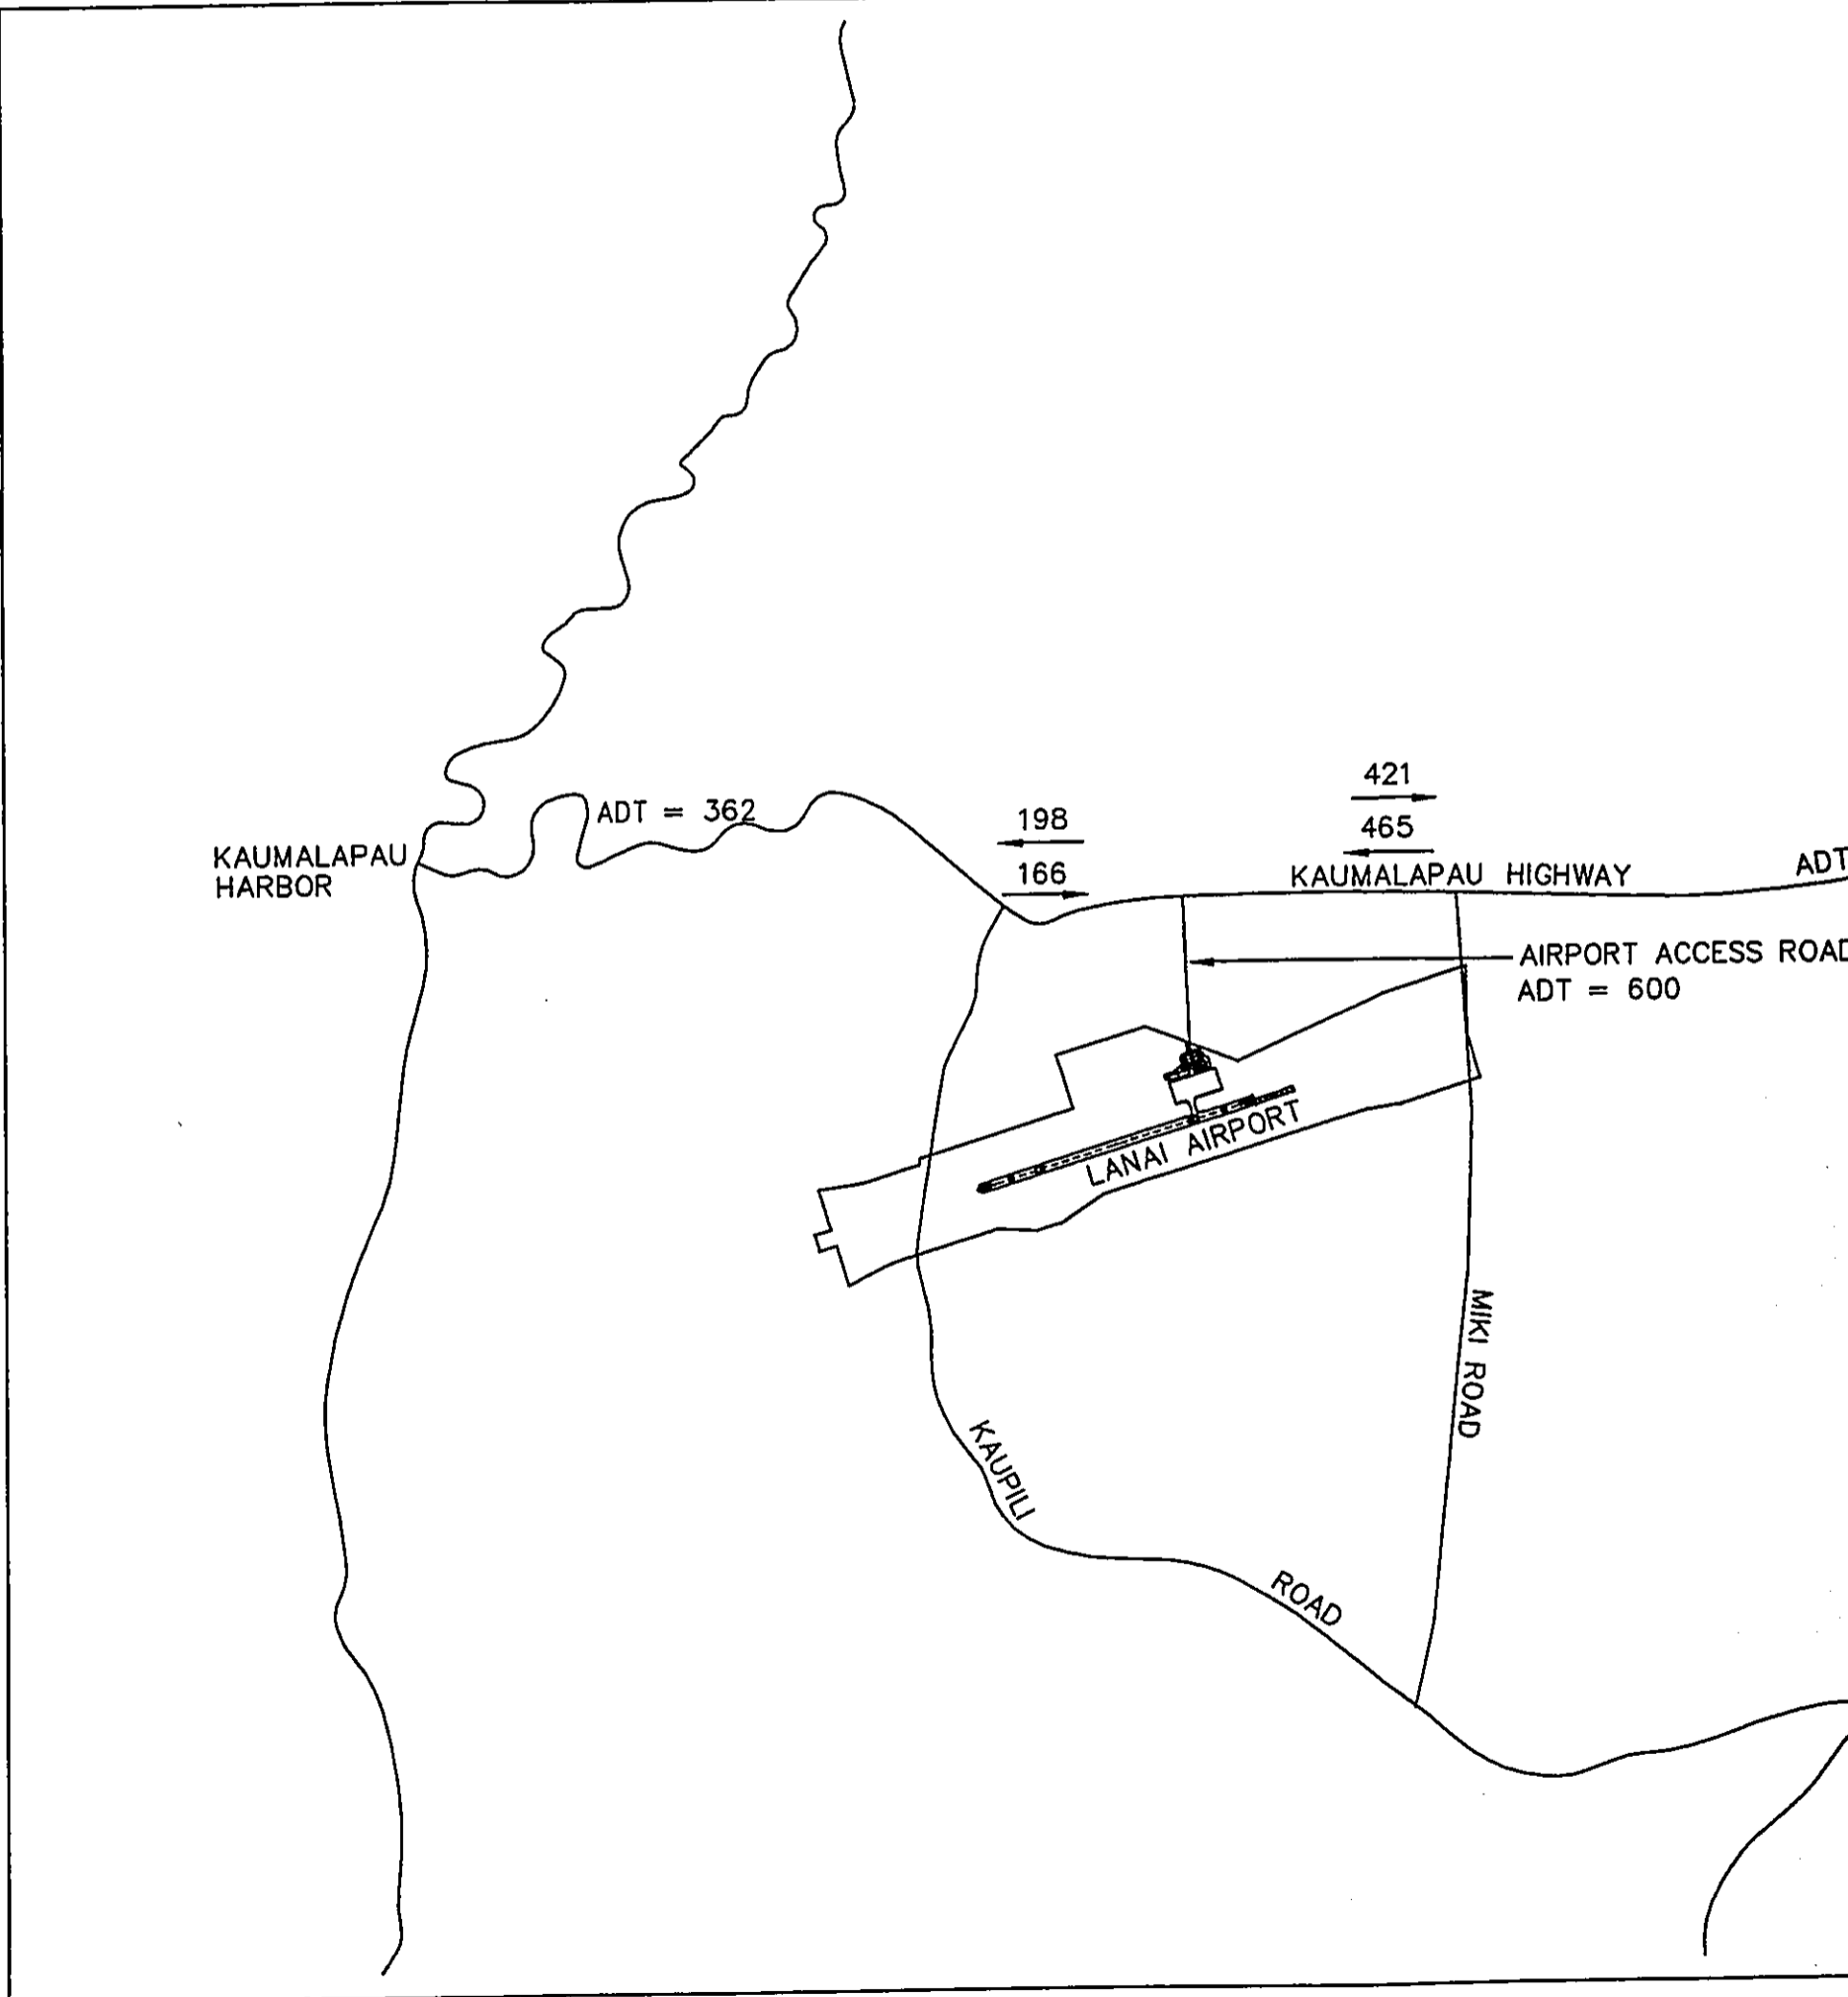 421
465
198
166
ADT = 362
KAUMALAPAU
HARBOR
KAUMALAPAU HIGHWAY
ADT
AIRPORT ACCESS ROAD
ADT = 600
LANAI AIRPORT
MIKI ROAD
KAUPILI
ROAD